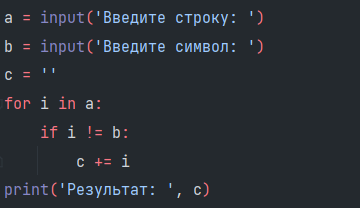 a = input('Введите строку: ')
b = input('Введите символ: ')
c = ''
for i in a:
    if i != b:
        c += i
print('Результат: ', c)